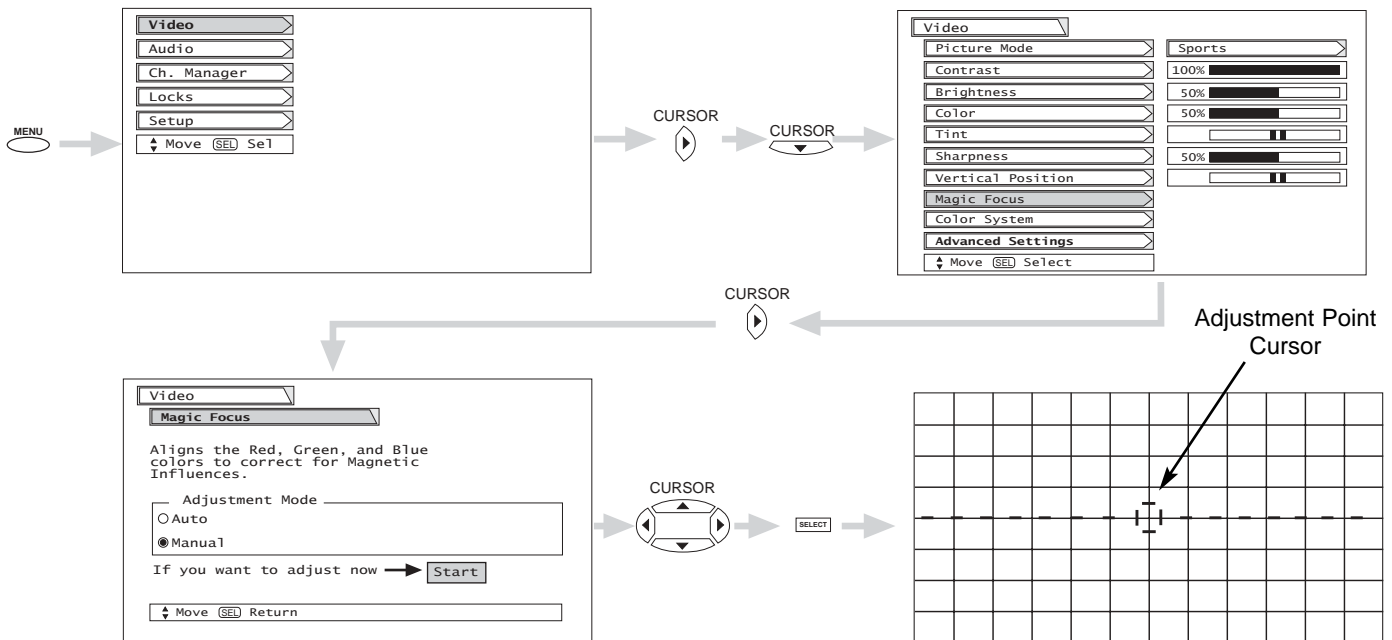 MENU
Video
Audio
Ch. Manager
Locks
Setup
Move SEL Sel
CURSOR
CURSOR
Video
Picture Mode Sports
Contrast 100%
Brightness 50%
Color 50%
Tint
Sharpness 50%
Vertical Position
Magic Focus
Color System
Advanced Settings
Move SEL Select
CURSOR
Video
Magic Focus
Aligns the Red, Green, and Blue
colors to correct for Magnetic
Influences.
Adjustment Mode
Auto
Manual
If you want to adjust now Start
Move SEL Return
CURSOR
SELECT
Adjustment Point
Cursor